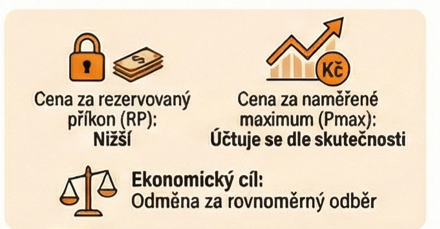 Kč
$
Cena za rezervovaný
příkon (RP):
Nižší
Cena za naměřené
maximum (Pmax):
Účtuje se dle skutečnosti
Ekonomický cíl:
Odměna za rovnoměrný odběr